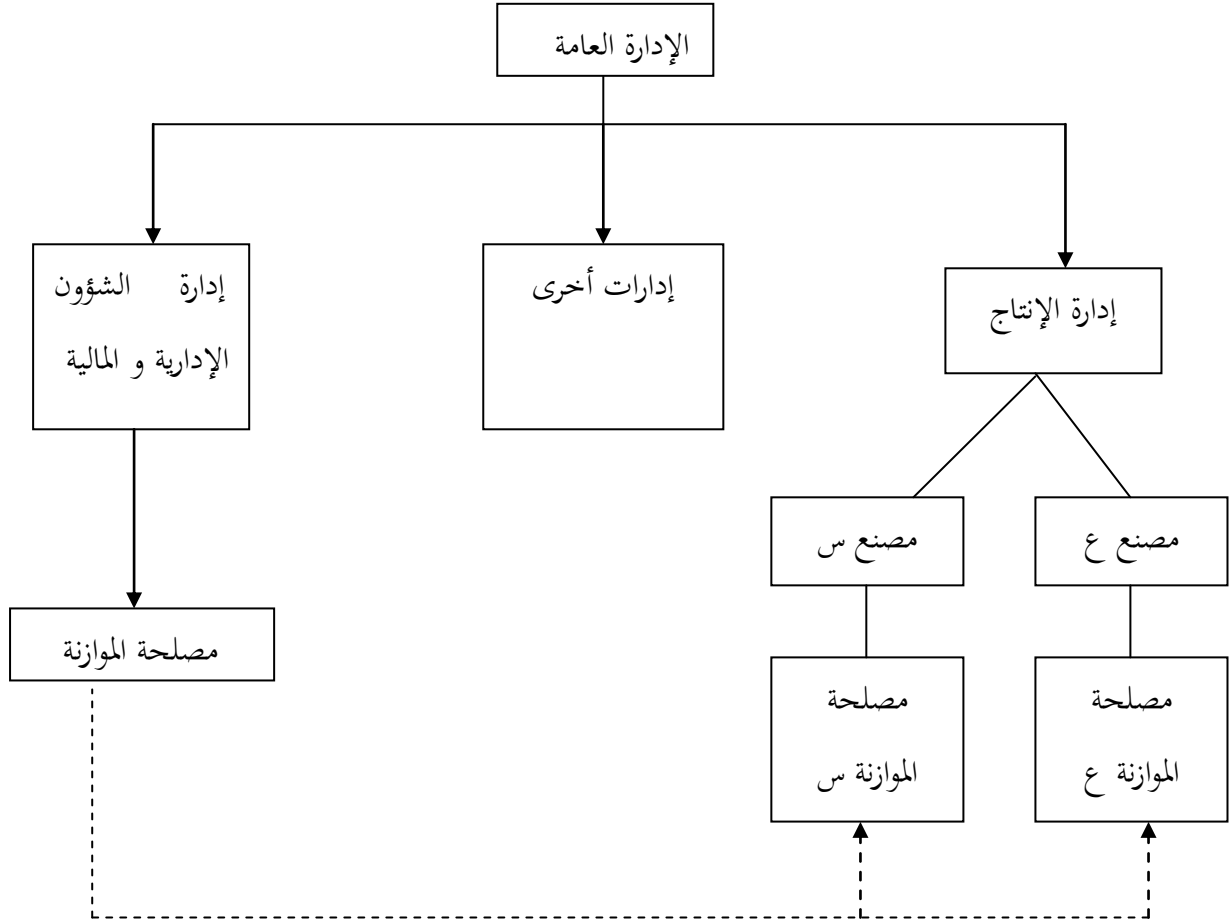 الإدارة العامة
إدارة الإنتاج
إدارات أخرى
إدارة الشؤون
الإدارية و المالية
مصنع ع
مصنع س
مصلحة الموازنة
مصلحة
الموازنة ع
مصلحة
الموازنة س